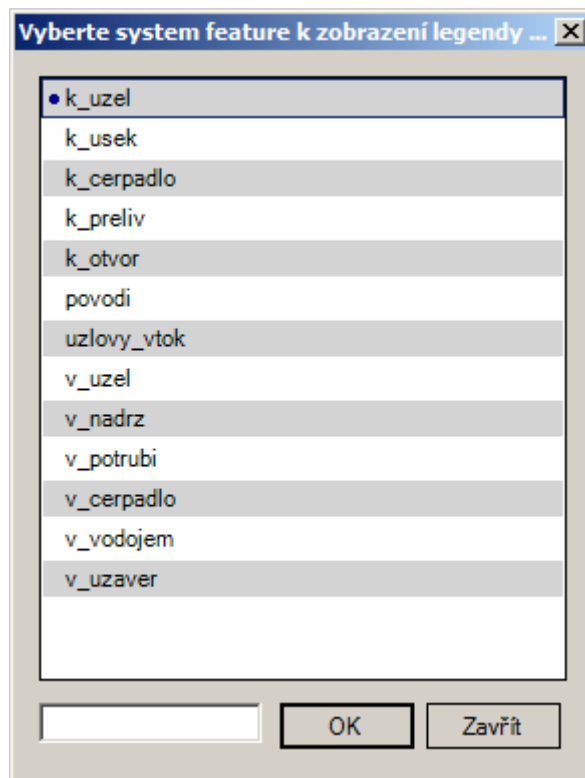 Vyberte system feature k zobrazení legendy ...
k_uzel
k_usek
k_cerpadlo
k_preliv
k_otvor
povodi
uzlovy_vtok
v_uzel
v_nadrz
v_potrubi
v_cerpadlo
v_vodojem
v_uzaver
OK Zavřít